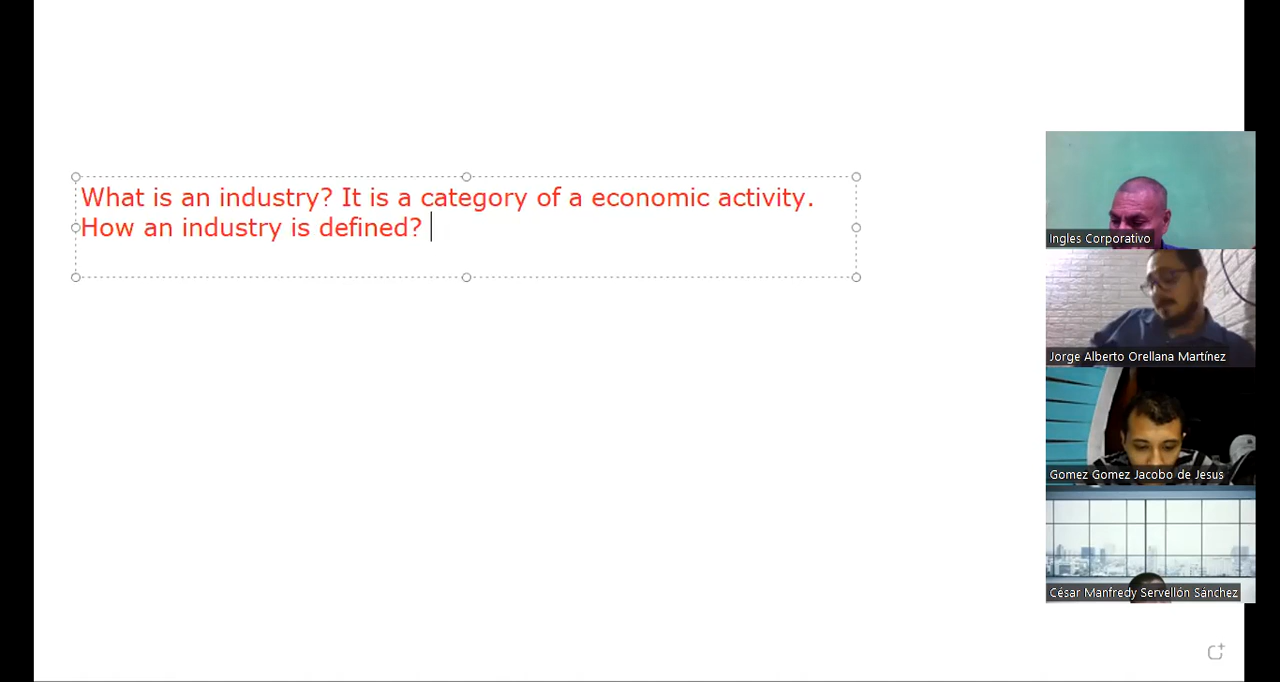 What is an industry? It is a category of a economic activity.
How an industry is defined?
Ingles Corporativo
Jorge Alberto Orellana Martínez
Gomez Gomez Jacobo de Jesus
César Manfredy Servellón Sánchez